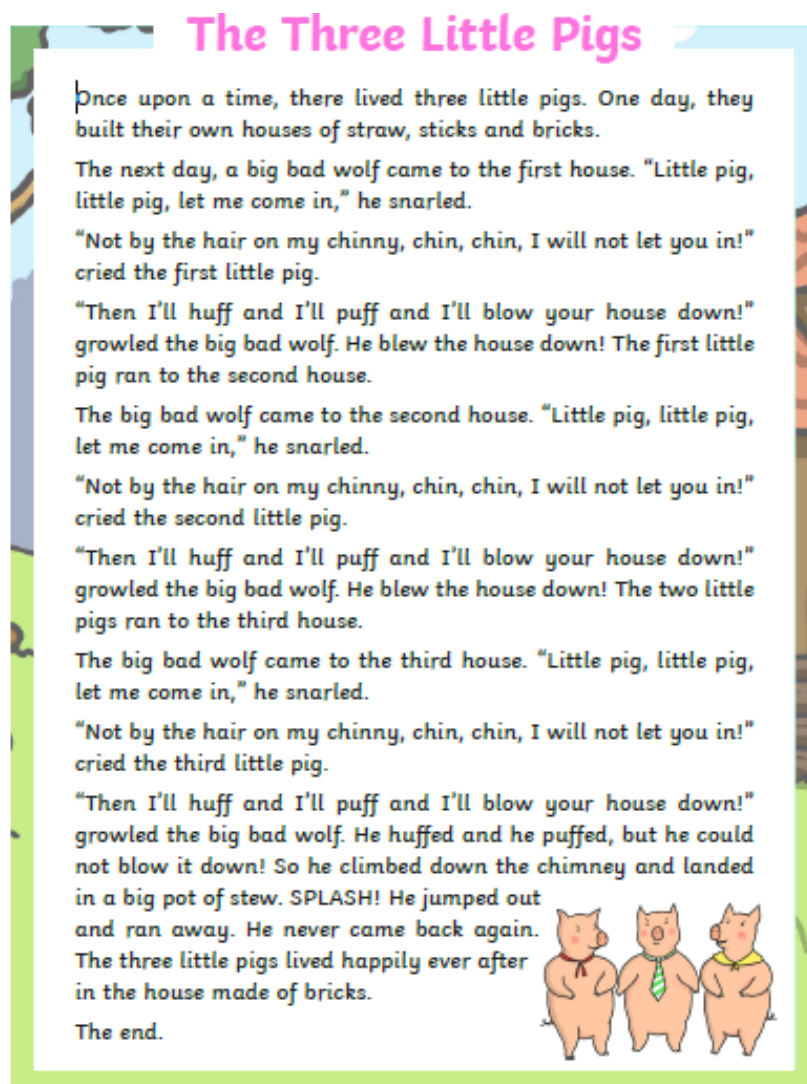 The Three Little Pigs
Once upon a time, there lived three little pigs. One day, they
built their own houses of straw, sticks and bricks.
The next day, a big bad wolf came to the first house. “Little pig,
little pig, let me come in,” he snarled.
“Not by the hair on my chinny, chin, chin, I will not let you in!”
cried the first little pig.
“Then I’ll huff and I’ll puff and I’ll blow your house down!”
growled the big bad wolf. He blew the house down! The first little
pig ran to the second house.
The big bad wolf came to the second house. “Little pig, little pig,
let me come in,” he snarled.
“Not by the hair on my chinny, chin, chin, I will not let you in!”
cried the second little pig.
“Then I’ll huff and I’ll puff and I’ll blow your house down!”
growled the big bad wolf. He blew the house down! The two little
pigs ran to the third house.
The big bad wolf came to the third house. “Little pig, little pig,
let me come in,” he snarled.
“Not by the hair on my chinny, chin, chin, I will not let you in!”
cried the third little pig.
“Then I’ll huff and I’ll puff and I’ll blow your house down!”
growled the big bad wolf. He huffed and he puffed, but he could
not blow it down! So he climbed down the chimney and landed
in a big pot of stew. SPLASH! He jumped out
and ran away. He never came back again.
The three little pigs lived happily ever after
in the house made of bricks.
The end.